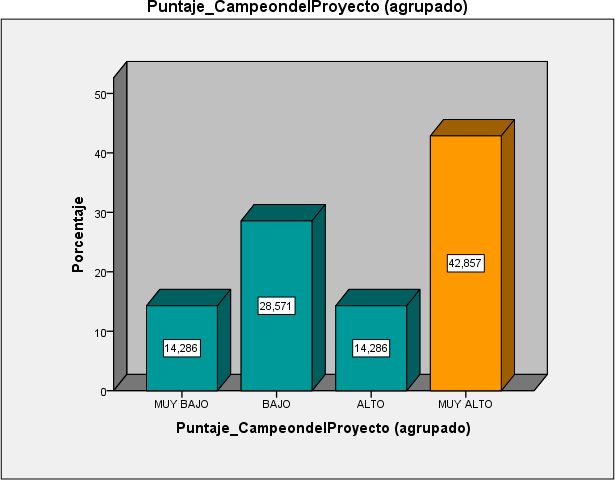 Puntaje_CampeondelProyecto (agrupado)
50
40
30
20
10
0
Porcentaje
14,286
28,571
14,286
42,857
MUY BAJO
BAJO
ALTO
MUY ALTO
Puntaje_CampeondelProyecto (agrupado)